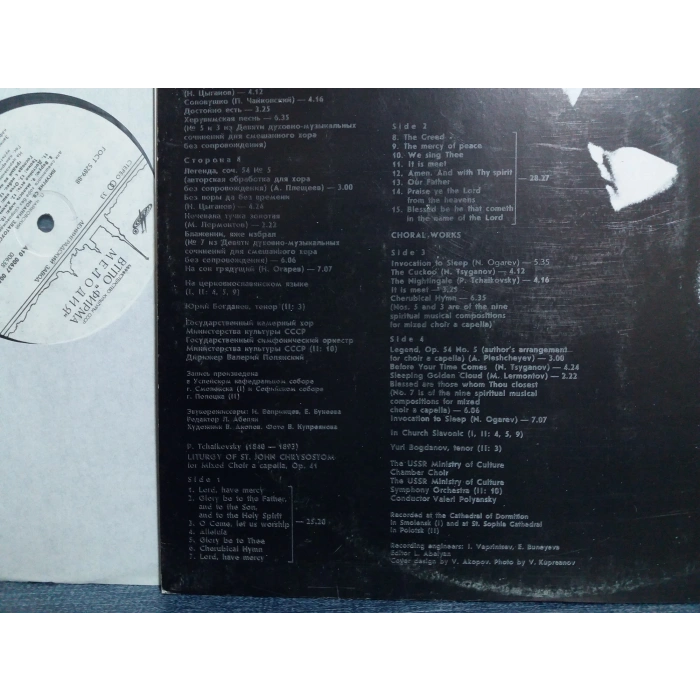 (М. Цыганов) — 4.12
Соловушко (П. Чайковский) — 4.16
Достойно есть — 3.25
Херувимская песнь — 6.35
(№ 5 и 3 из Девяти духовно-музыкальных
сочинений для смешанного хора
без сопровождения)
Сторона 4
Легенда, соч. 54 № 5
(авторская обработка для хора
без сопровождения) (А. Плещеев) — 3.00
Без поры да без времени
(Н. Цыганов) — 4.24
Ночевала тучка золотая
(М. Лермонтов) — 2.22
Блажении, яже избрал
(№ 7 из Девяти духовно-музыкальных
сочинений для смешанного хора
без сопровождения) — 6.06
На сон грядущий (Н. Огарев) — 7.07
На церковнославянском языке
(I, II: 4, 5, 9)
Юрий Богданов, тенор (II: 3)
Государственный камерный хор
Министерства культуры СССР
Государственный симфонический оркестр
Министерства культуры СССР (II: 10)
Дирижер Валерий Полянский
Запись произведена
в Успенском кафедральном соборе
г. Смоленска (I) и Софийском соборе
г. Полоцка (II)
Звукорежиссеры: И. Вепринцев, Е. Бунеева
Редактор Л. Абелян
Художник В. Акопов. Фото В. Купреянова
P. Tchaikovsky (1840 — 1893)
LITURGY OF ST. JOHN CHRYSOSTOM
for Mixed Choir a capella, Op. 41
Side 1
1. Lord, have mercy
2. Glory be to the Father,
and to the Son,
and to the Holy Spirit
3. O Come, let us worship
4. Alleluia
5. Glory be to Thee
6. Cherubical Hymn
7. Lord, have mercy
— 25.20
Side 2
8. The Creed
9. The mercy of peace
10. We sing Thee
11. It is meet
12. Amen. And with Thy spirit
13. Our Father
14. Praise ye the Lord
from the heavens
15. Blessed be he that cometh
in the name of the Lord
— 28.27
CHORAL WORKS
Side 3
Invocation to Sleep (N. Ogarev) — 5.35
The Cuckoo (N. Tsyganov) — 4.12
The Nightingale (P. Tchaikovsky) — 4.16
It is meet — 3.25
Cherubical Hymn — 6.35
(Nos. 5 and 3 are of the nine
spiritual musical compositions
for mixed choir a capella)
Side 4
Legend, Op. 54 No. 5 (author's arrangement
for choir a capella) (A. Pleshcheyev) — 3.00
Before Your Time Comes (N. Tsyganov) — 4.24
Sleeping Golden Cloud (M. Lermontov) — 2.22
Blessed are those whom Thou closest
(No. 7 is of the nine spiritual musical
compositions for mixed
choir a capella) — 6.06
Invocation to Sleep (N. Ogarev) — 7.07
In Church Slavonic (I, II: 4, 5, 9)
Yuri Bogdanov, tenor (II: 3)
The USSR Ministry of Culture
Chamber Choir
The USSR Ministry of Culture
Symphony Orchestra (II: 10)
Conductor Valeri Polyansky
Recorded at the Cathedral of Dormition
in Smolensk (I) and at St. Sophia Cathedral
in Polotsk (II)
Recording engineers: I. Veprintsev, E. Buneyeva
Editor L. Abelyan
Cover design by V. Akopov. Photo by V. Kupreanov
ГОСТ 5289-88
СТЕРЕО 33
ВТПО "ФИРМА
МЕЛОДИЯ"